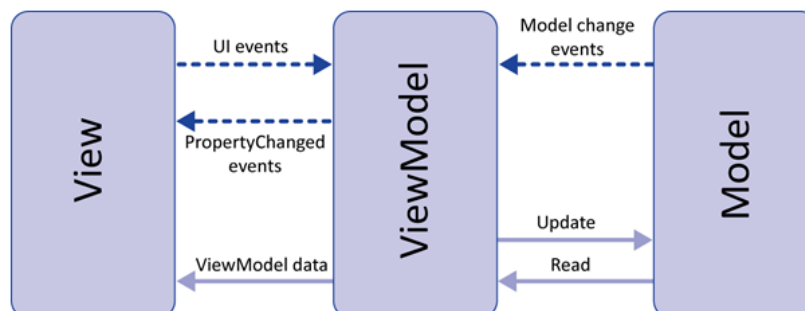 View
UI events
PropertyChanged
events
ViewModel data
ViewModel
Model change
events
Update
Read
Model